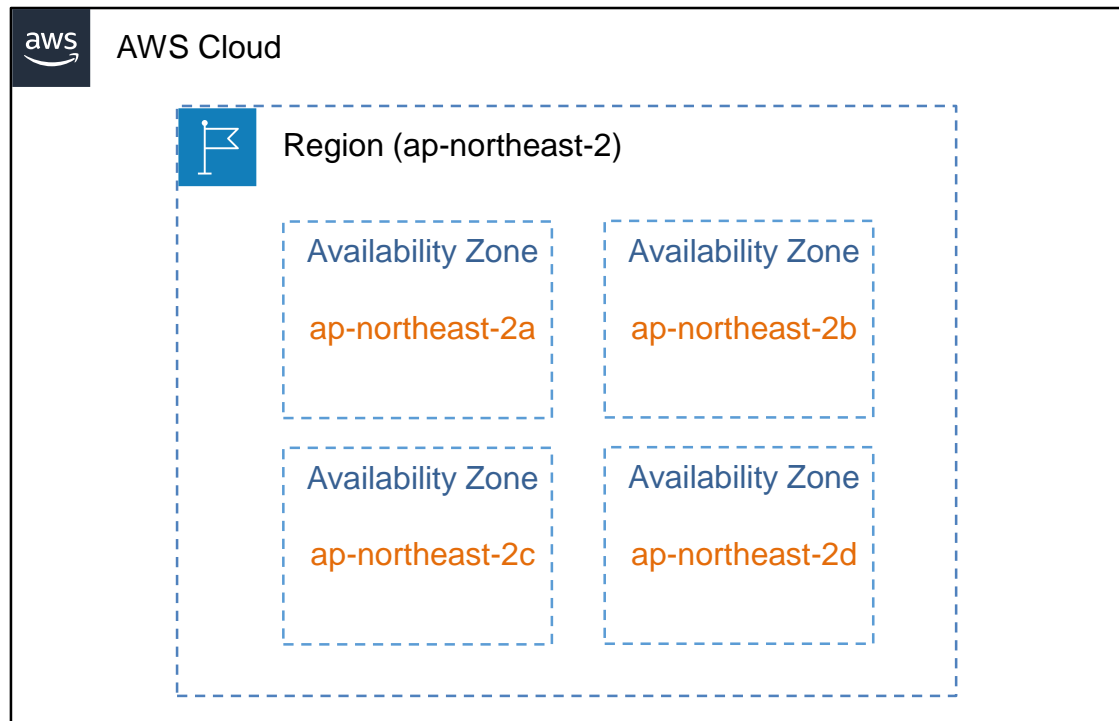 aws
AWS Cloud
Region (ap-northeast-2)
Availability Zone
ap-northeast-2a
Availability Zone
ap-northeast-2b
Availability Zone
ap-northeast-2c
Availability Zone
ap-northeast-2d